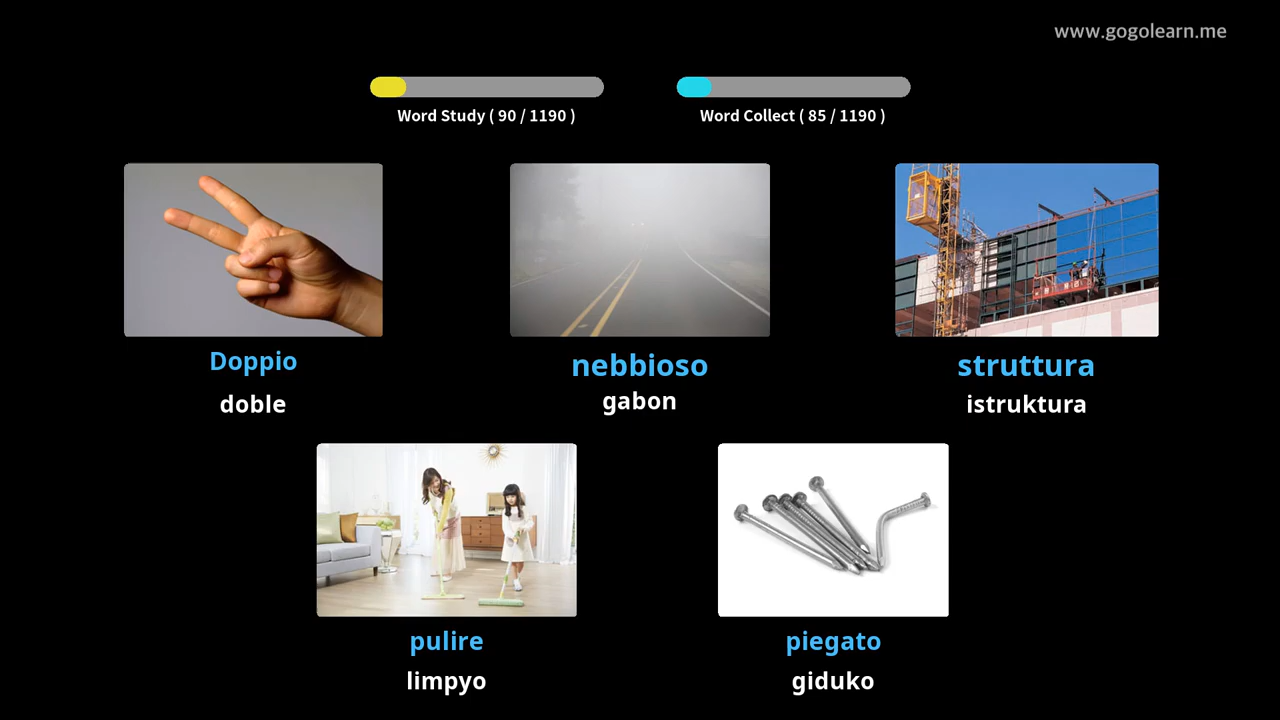 www.gogolearn.me
Word Study ( 90 / 1190 )
Word Collect ( 85 / 1190 )
Doppio
doble
nebbioso
gabon
struttura
istruktura
pulire
limpyo
piegato
giduko